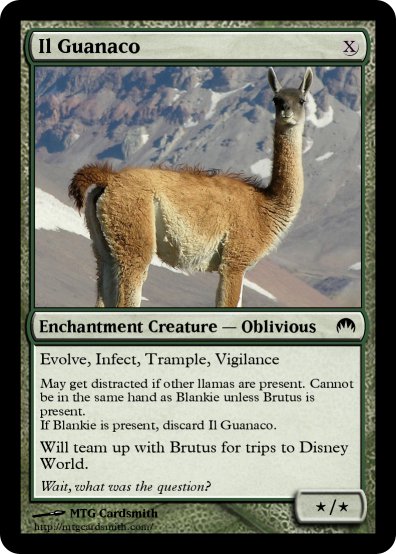 Il Guanaco X
Enchantment Creature — Oblivious
Evolve, Infect, Trample, Vigilance
May get distracted if other llamas are present. Cannot
be in the same hand as Blankie unless Brutus is
present.
If Blankie is present, discard Il Guanaco.
Will team up with Brutus for trips to Disney
World.
Wait, what was the question?
★/★
MTG Cardsmith
http://mtgcardsmith.com/